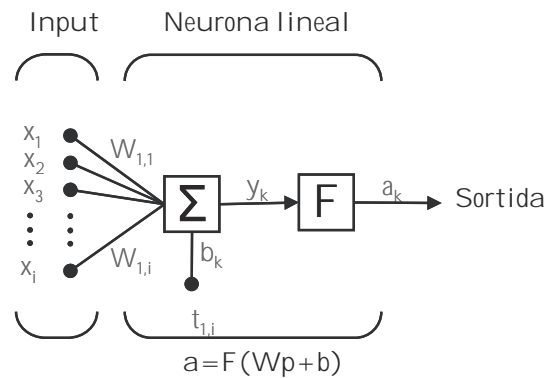 Input Neurona lineal
x1
x2
x3
xi
W1,1
W1,i
Σ
yk
F
ak
Sortida
bk
t1,i
a=F(Wp+b)